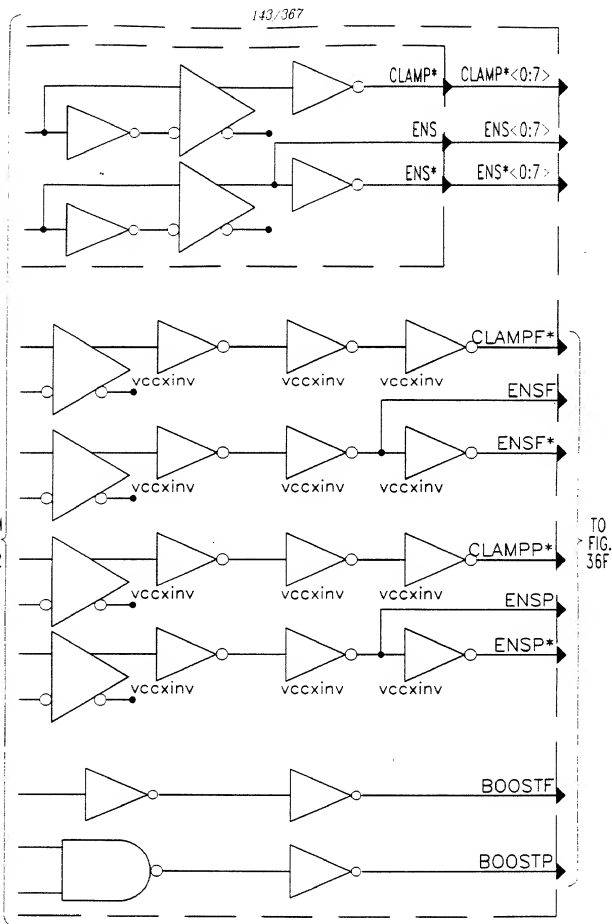 143/367
CLAMP* CLAMP*<0:7>
ENS ENS<0:7>
ENS* ENS*<0:7>
CLAMPF*
vccxinv vccxinv vccxinv
ENSF
ENSF*
vccxinv vccxinv vccxinv
CLAMPP*
vccxinv vccxinv vccxinv
ENSP
ENSP*
vccxinv vccxinv vccxinv
TO
FIG.
36F
BOOSTF
BOOSTP